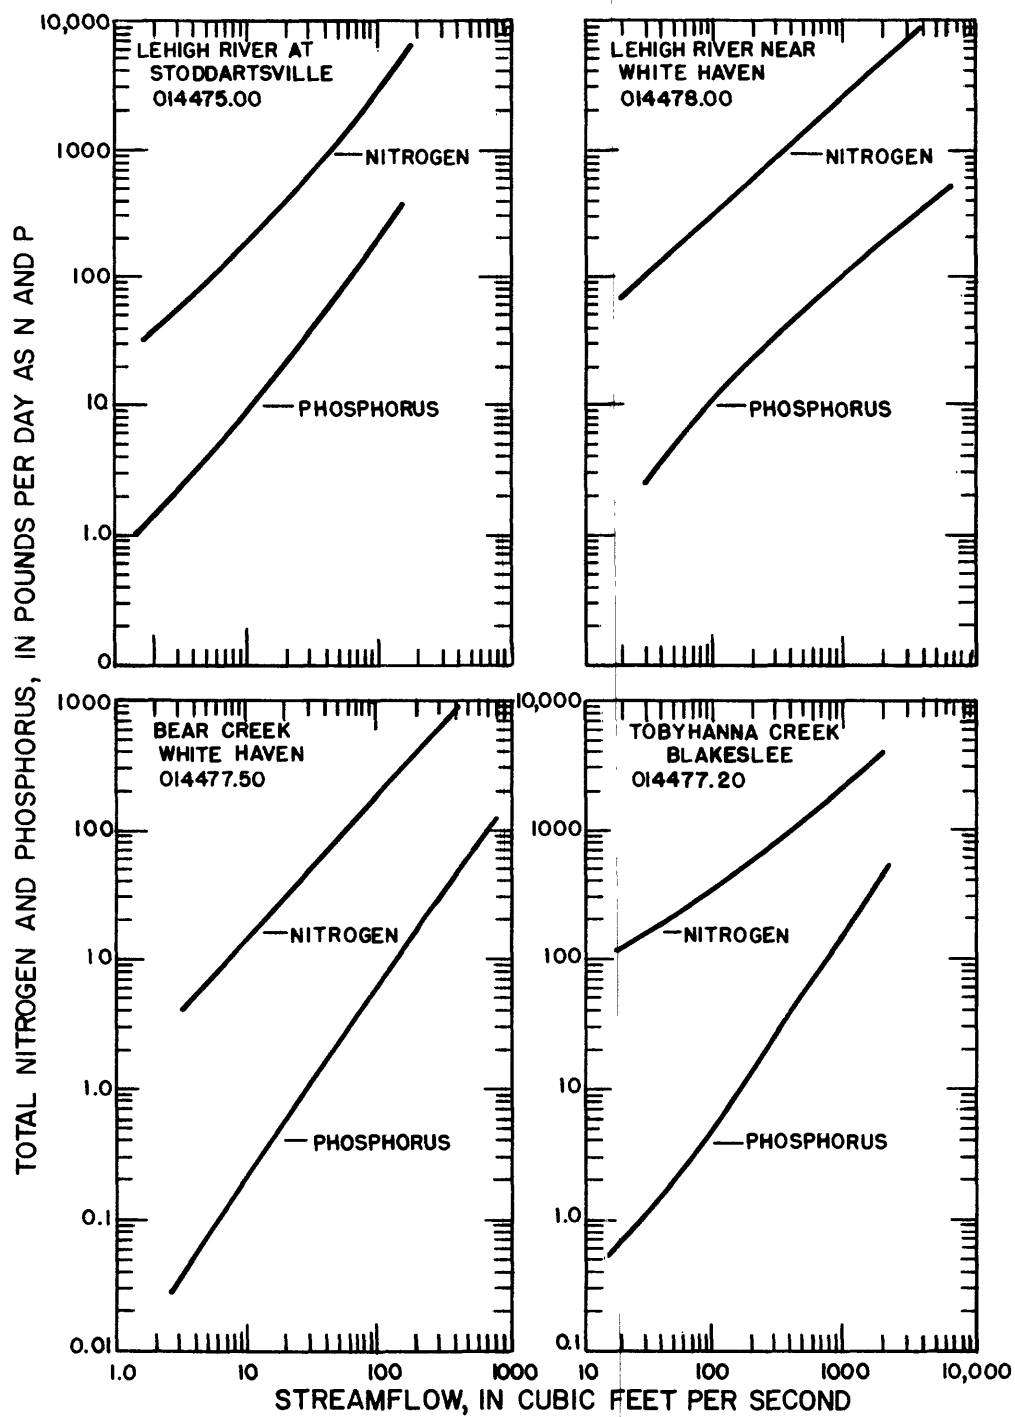 TOTAL NITROGEN AND PHOSPHORUS, IN POUNDS PER DAY AS N AND P
10,000
1000
100
10
1.0
0
LEHIGH RIVER AT
STODDARTSVILLE
014475.00
NITROGEN
PHOSPHORUS
LEHIGH RIVER NEAR
WHITE HAVEN
014478.00
NITROGEN
PHOSPHORUS
1000
100
10
1.0
0.1
0.01
BEAR CREEK
WHITE HAVEN
014477.50
NITROGEN
PHOSPHORUS
1.0 10 100 1000
10,000
1000
100
10
1.0
0.1
TOBYHANNA CREEK
BLAKESLEE
014477.20
NITROGEN
PHOSPHORUS
10 100 1000 10,000
STREAMFLOW, IN CUBIC FEET PER SECOND